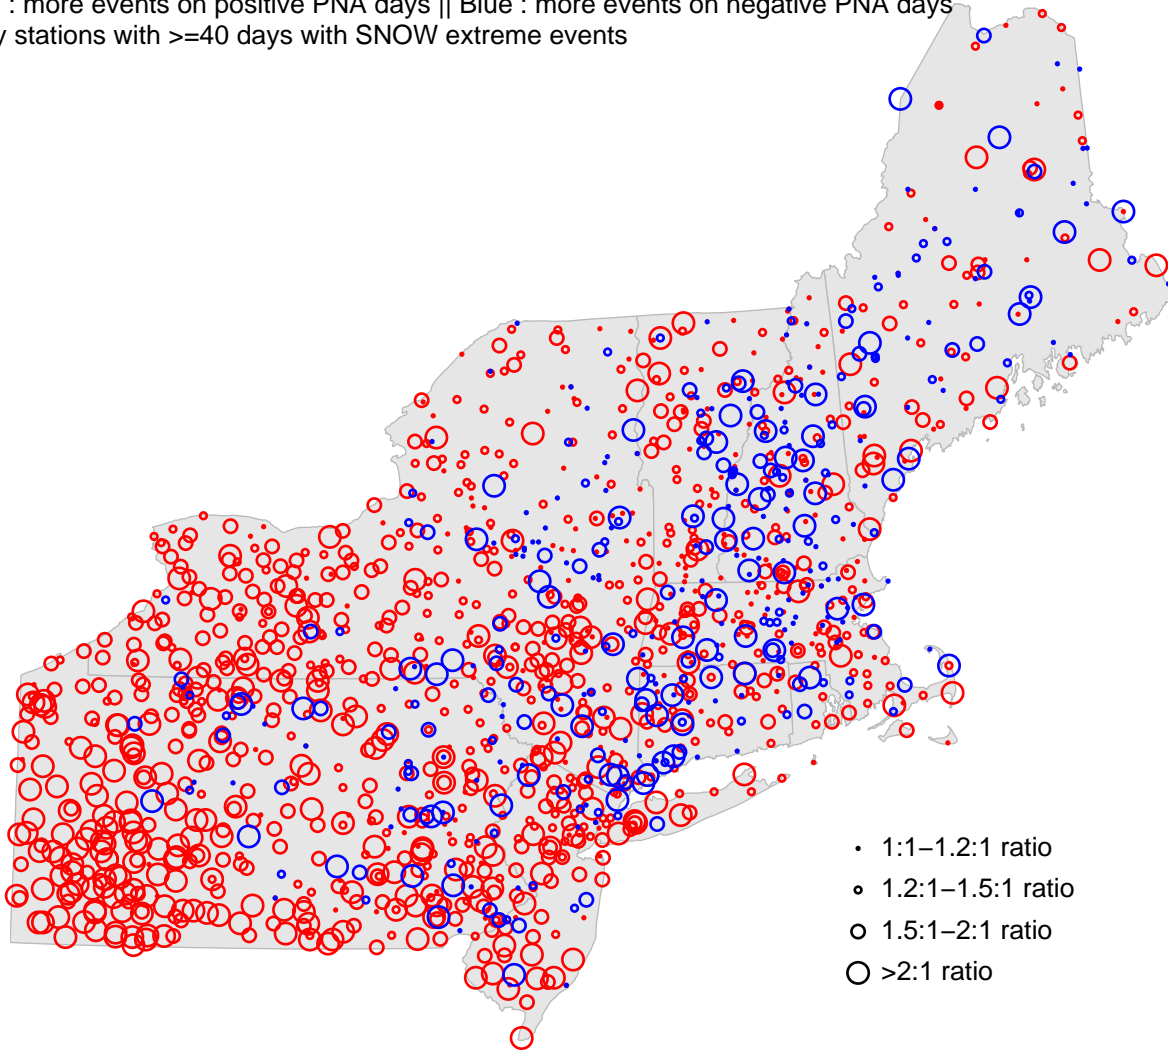 : more events on positive PNA days || Blue : more events on negative PNA days
stations with >=40 days with SNOW extreme events
1:1−1.2:1 ratio
1.2:1−1.5:1 ratio
1.5:1−2:1 ratio
>2:1 ratio